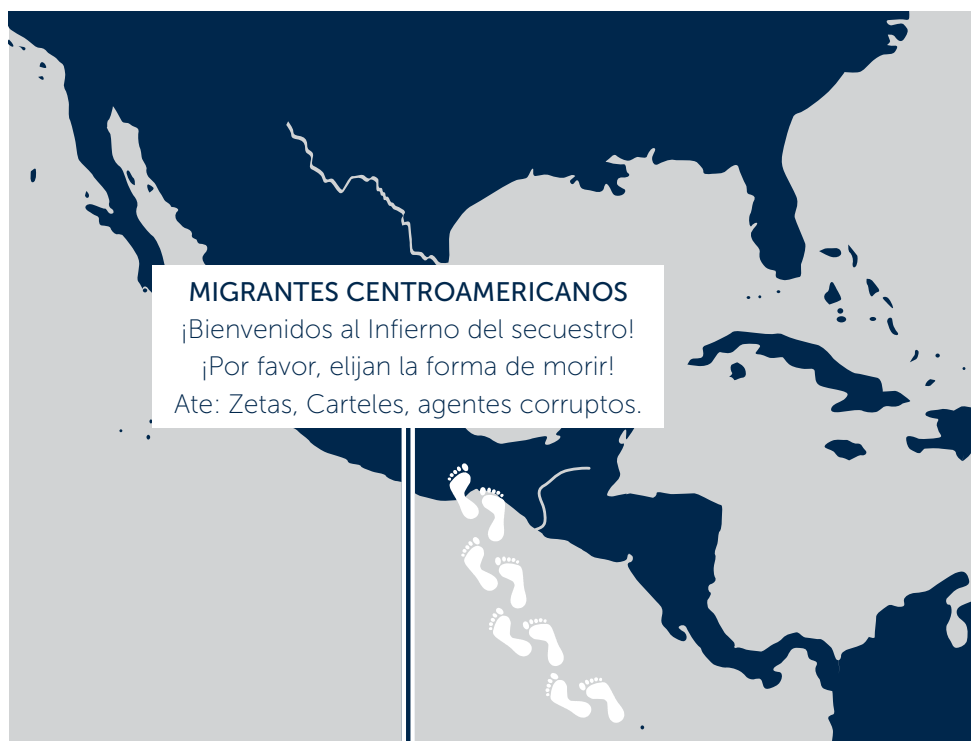 MIGRANTES CENTROAMERICANOS
¡Bienvenidos al Infierno del secuestro!
¡Por favor, elijan la forma de morir!
Ate: Zetas, Carteles, agentes corruptos.